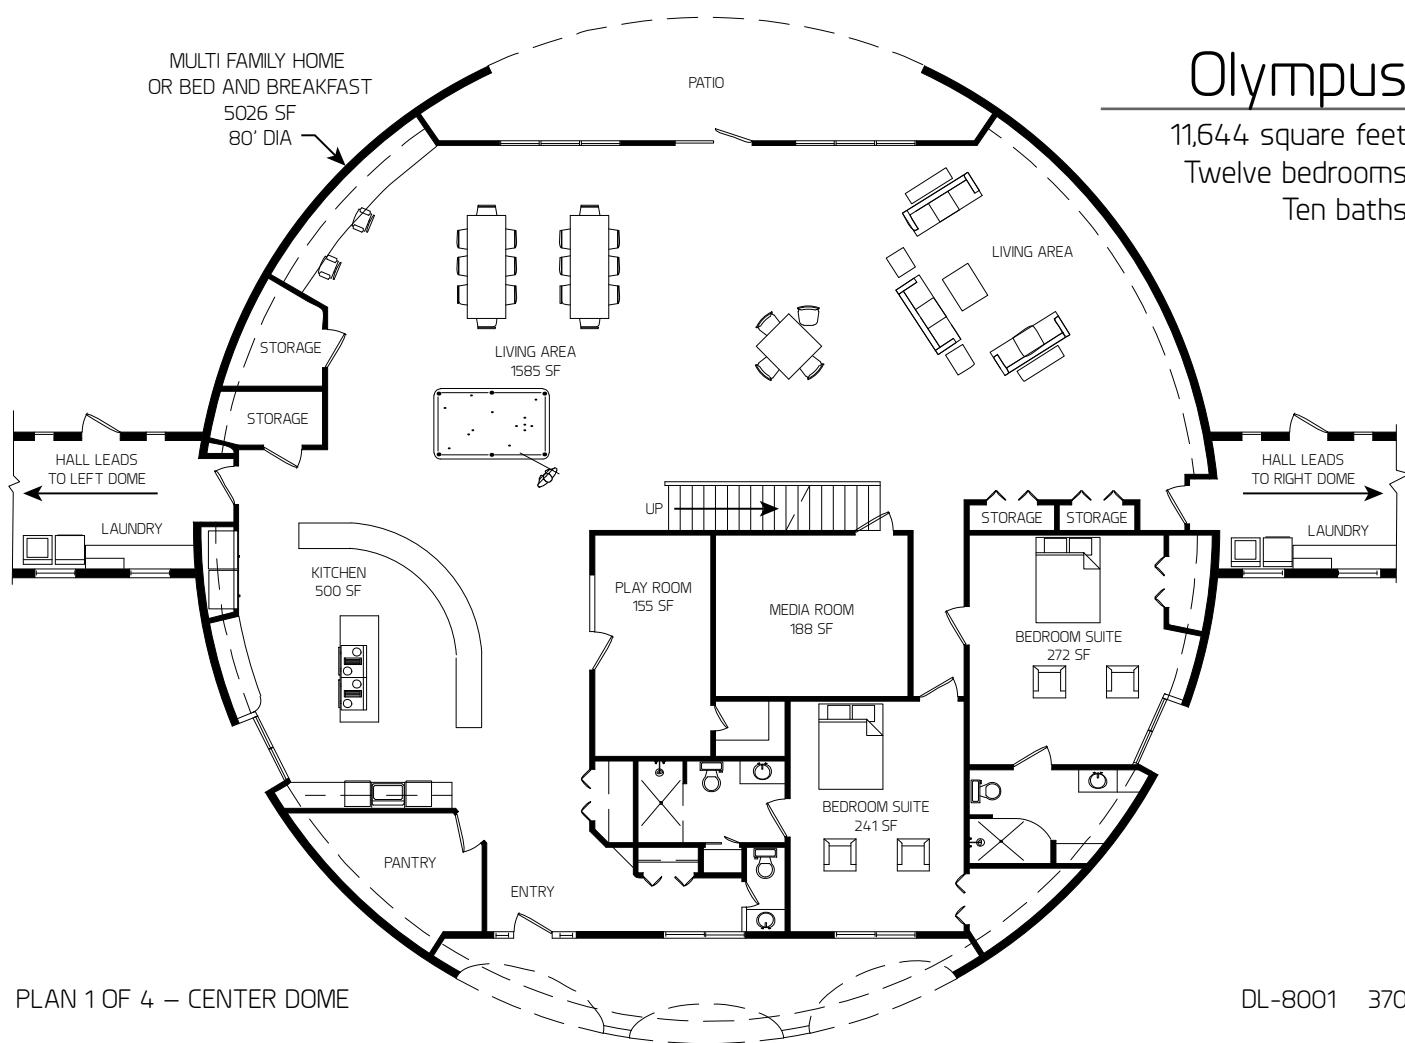 MULTI FAMILY HOME
OR BED AND BREAKFAST
5026 SF
80' DIA
PATIO
Olympus
11,644 square feet
Twelve bedrooms
Ten baths
LIVING AREA
STORAGE
LIVING AREA
1585 SF
STORAGE
HALL LEADS
TO LEFT DOME
LAUNDRY
HALL LEADS
TO RIGHT DOME
LAUNDRY
UP
STORAGE
STORAGE
KITCHEN
500 SF
PLAY ROOM
155 SF
MEDIA ROOM
188 SF
BEDROOM SUITE
272 SF
BEDROOM SUITE
241 SF
PANTRY
ENTRY
PLAN 1 OF 4 – CENTER DOME
DL-8001 370